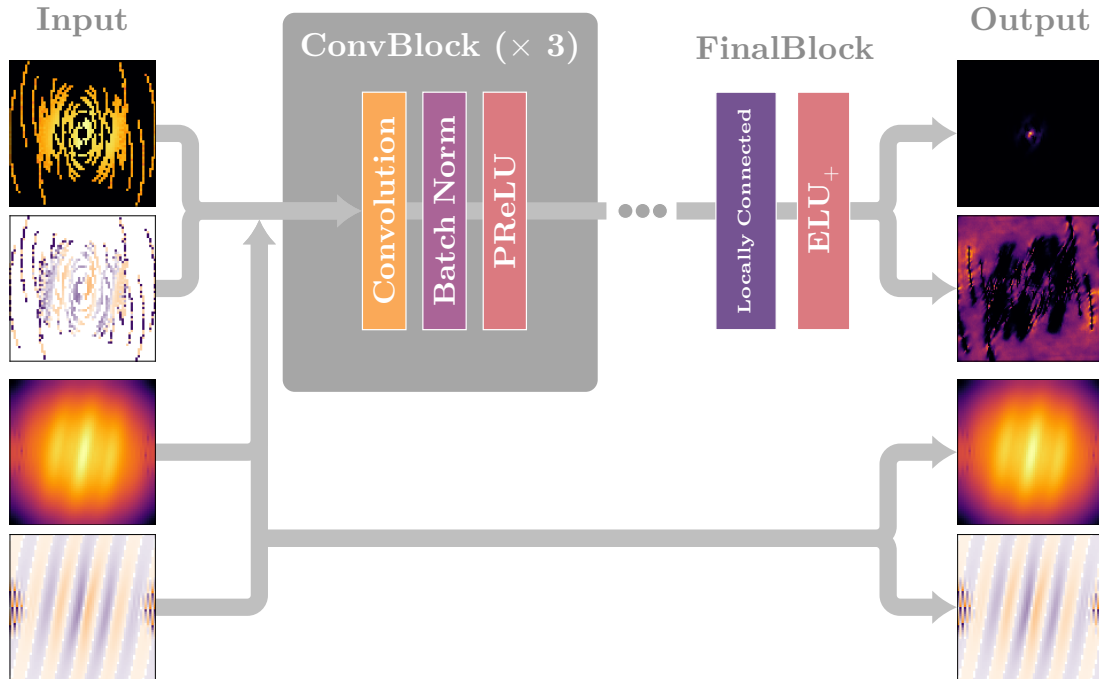 Input
Output
ConvBlock (× 3)
FinalBlock
Convolution
Batch Norm
PReLU
Locally Connected
ELU₊